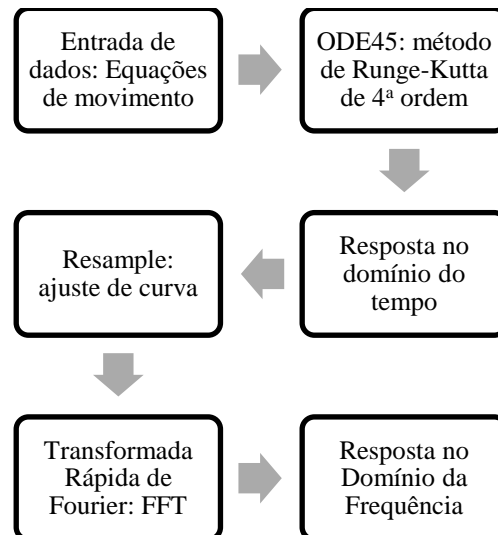 Entrada de
dados: Equações
de movimento
ODE45: método
de Runge-Kutta
de 4ª ordem
Resposta no
domínio do
tempo
Resample:
ajuste de curva
Transformada
Rápida de
Fourier: FFT
Resposta no
Domínio da
Frequência